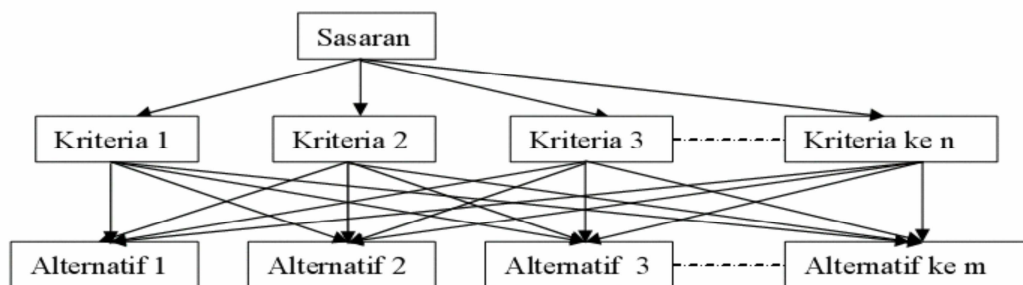 Sasaran
Kriteria 1
Kriteria 2
Kriteria 3
Kriteria ke n
Alternatif 1
Alternatif 2
Alternatif 3
Alternatif ke m